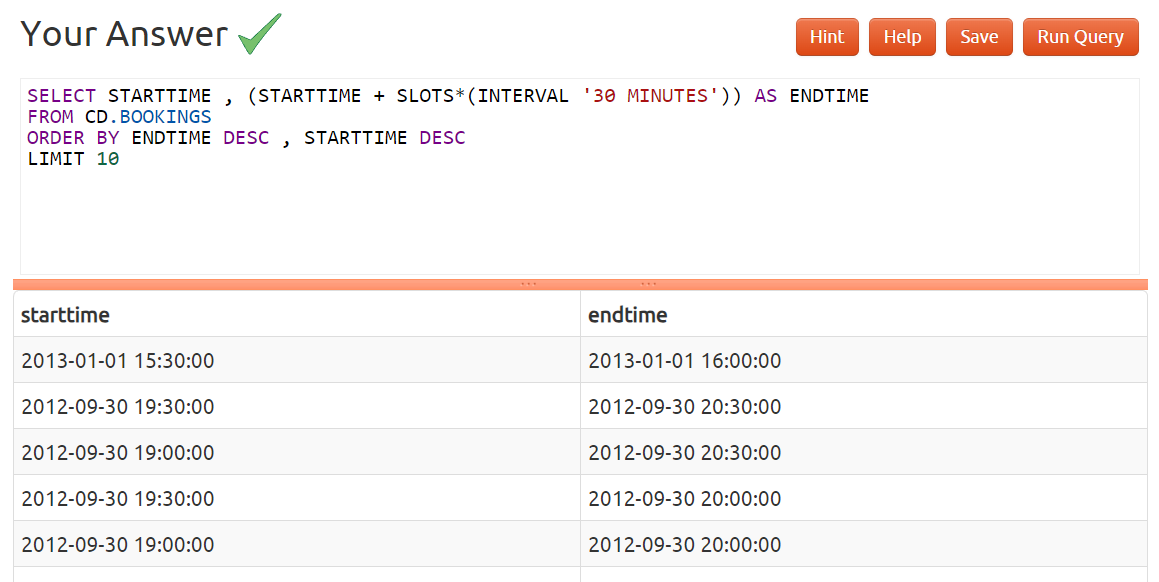 Your Answer
Hint Help Save Run Query
SELECT STARTTIME , (STARTTIME + SLOTS*(INTERVAL '30 MINUTES')) AS ENDTIME
FROM CD.BOOKINGS
ORDER BY ENDTIME DESC , STARTTIME DESC
LIMIT 10
starttime endtime
2013-01-01 15:30:00 2013-01-01 16:00:00
2012-09-30 19:30:00 2012-09-30 20:30:00
2012-09-30 19:00:00 2012-09-30 20:30:00
2012-09-30 19:30:00 2012-09-30 20:00:00
2012-09-30 19:00:00 2012-09-30 20:00:00